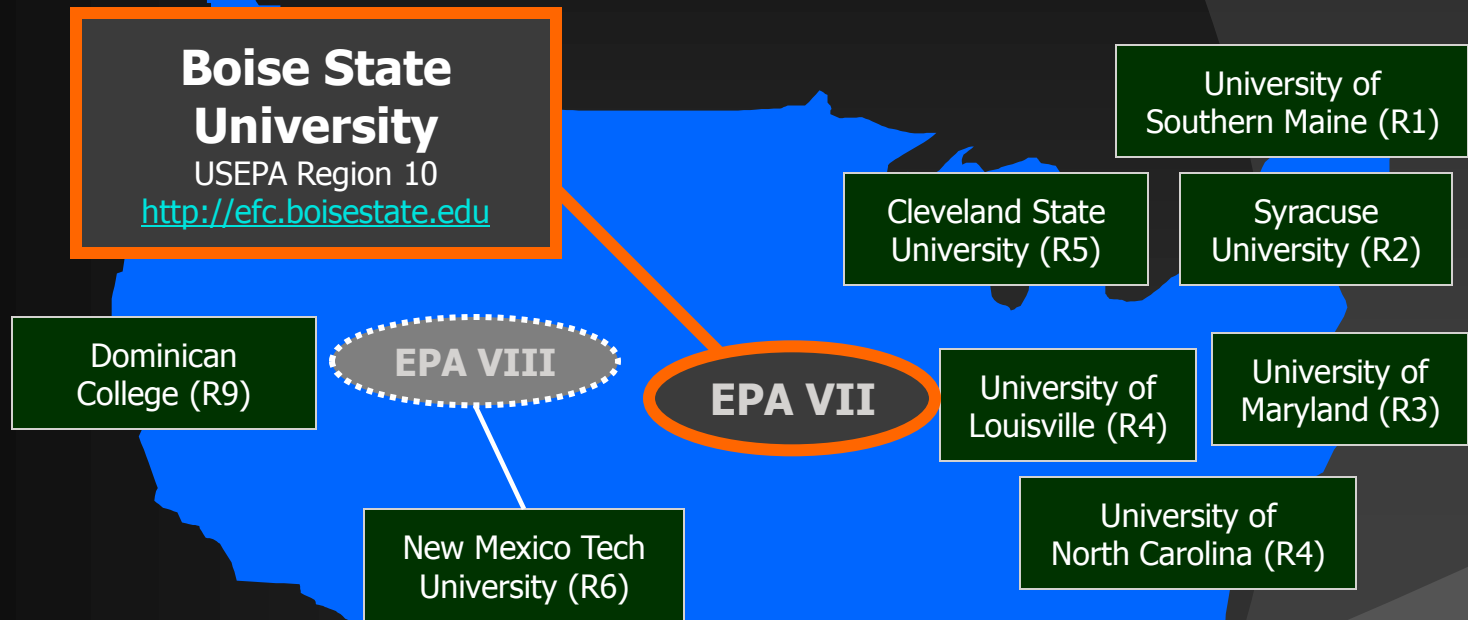 Boise State
University
USEPA Region 10
http://efc.boisestate.edu
University of
Southern Maine (R1)
Cleveland State
University (R5)
Syracuse
University (R2)
Dominican
College (R9)
EPA VIII
EPA VII
University of
Louisville (R4)
University of
Maryland (R3)
New Mexico Tech
University (R6)
University of
North Carolina (R4)